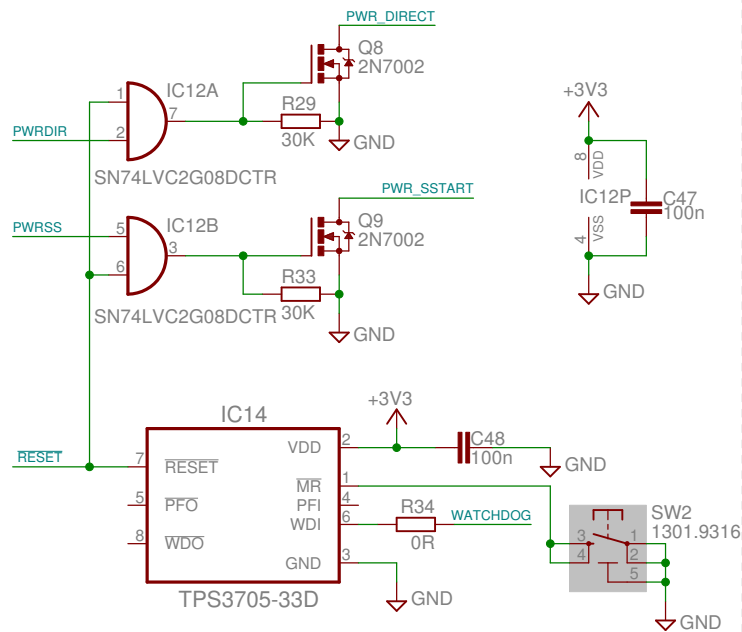 PWR_DIRECT
Q8
2N7002
IC12A
1
7
2
PWRDIR
R29
30K
GND
SN74LVC2G08DCTR
+3V3
8
VDD
IC12P
C47
100n
4
VSS
GND
PWR_SSTART
Q9
2N7002
IC12B
PWRSS
5
3
6
R33
30K
GND
SN74LVC2G08DCTR
IC14
+3V3
VDD
2
C48
100n
GND
RESET
7
RESET
MR
1
5
PFO
PFI
4
R34
0R
WATCHDOG
WDI
6
8
WDO
GND
3
GND
TPS3705-33D
SW2
1301.9316
3
1
4
2
5
GND